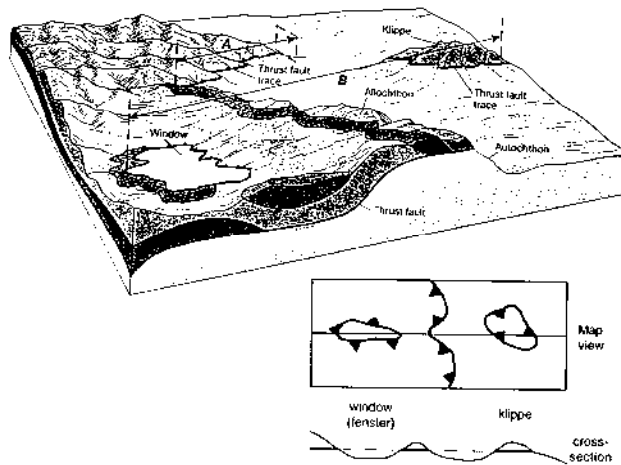 Klippe
A
Thrust fault
trace
B
Thrust fault
trace
Allochthon
Window
Autochthon
Thrust fault
Map
view
window
(fenster)
klippe
cross-
section